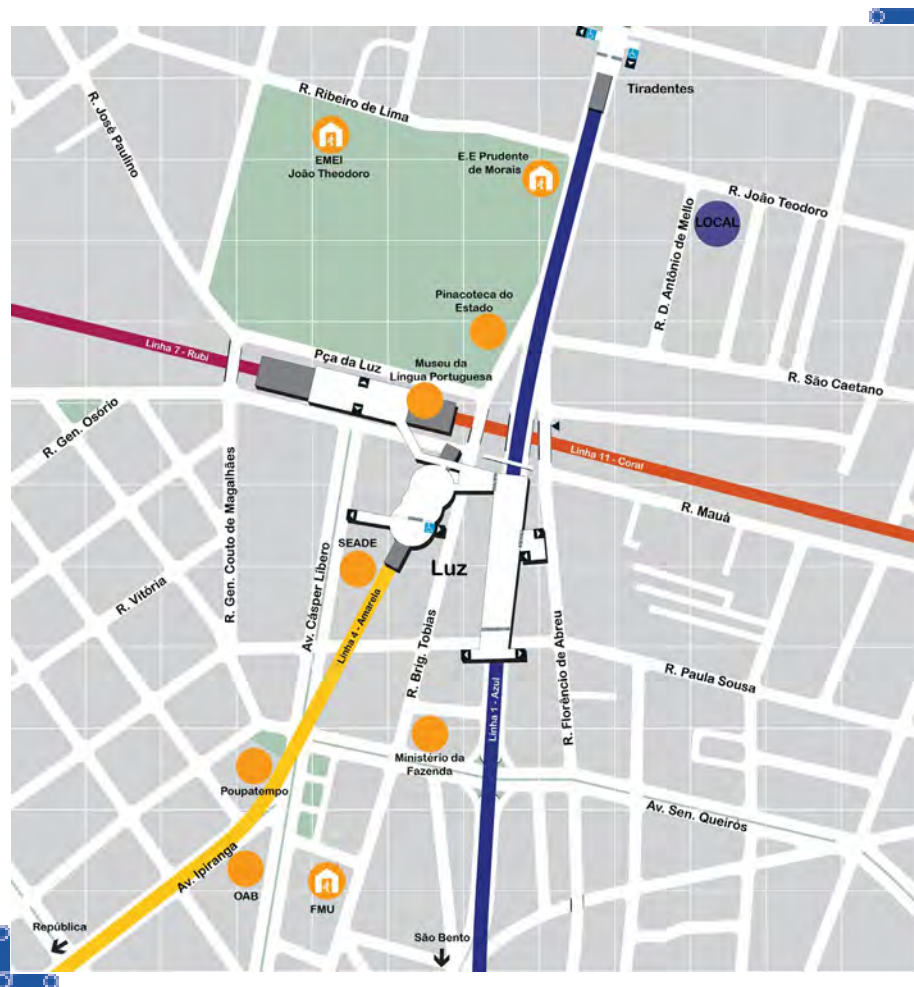 Tiradentes
R. Ribeiro de Lima
R. José Paulino
EMEI
João Theodoro
E.E Prudente
de Morais
R. João Teodoro
LOCAL
R. D. Antônio de Mello
Pinacoteca do
Estado
Linha 7 - Rubi
Pça da Luz
Museu da
Língua Portuguesa
R. São Caetano
R. Gen. Osório
Linha 11 - Coral
R. Gen. Couto de Magalhães
R. Mauá
SEADE
Luz
R. Vitória
Av. Cásper Líbero
Linha 4 - Amarela
R. Brig. Tobias
R. Florêncio de Abreu
R. Paula Sousa
Linha 1 - Azul
Ministério da
Fazenda
Poupatempo
Av. Sen. Queirós
Av. Ipiranga
OAB
FMU
República
São Bento